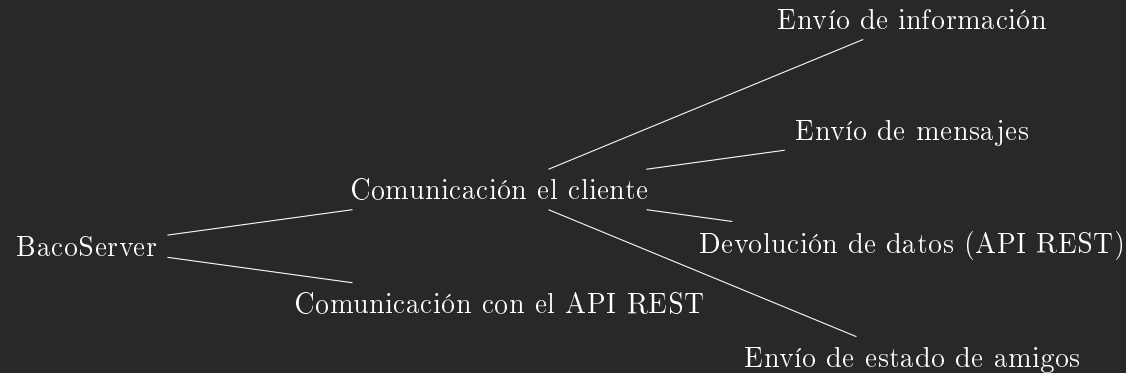 Envío de información
Envío de mensajes
Comunicación el cliente
BacoServer
Devolución de datos (API REST)
Comunicación con el API REST
Envío de estado de amigos